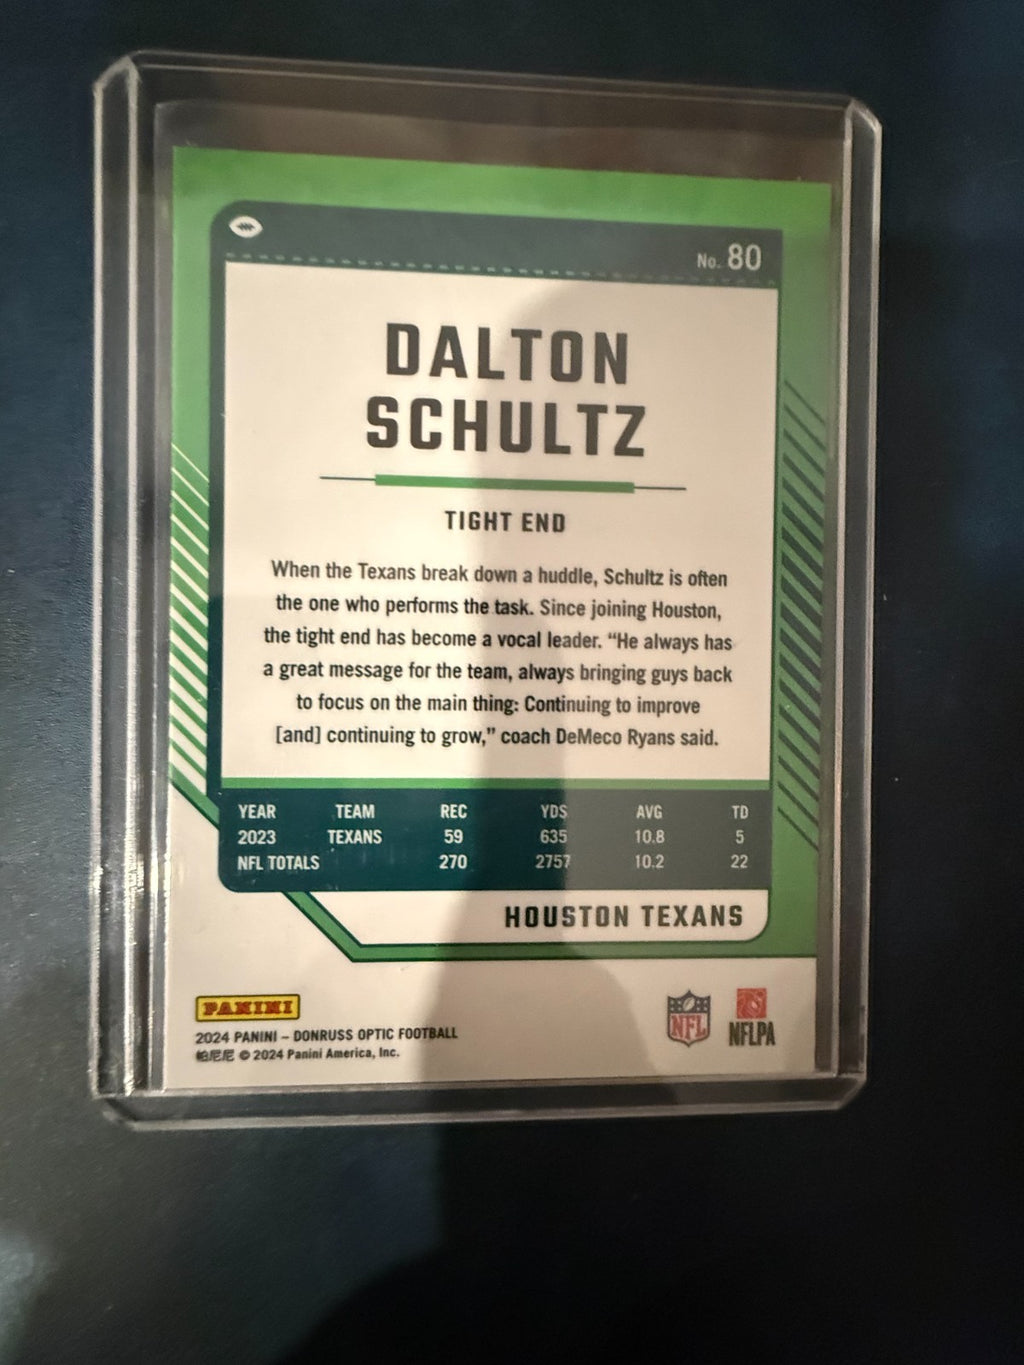 No. 80
DALTON
SCHULTZ
TIGHT END
When the Texans break down a huddle, Schultz is often
the one who performs the task. Since joining Houston,
the tight end has become a vocal leader. “He always has
a great message for the team, always bringing guys back
to focus on the main thing: Continuing to improve
[and] continuing to grow,” coach DeMeco Ryans said.
YEAR TEAM REC YDS AVG TD
2023 TEXANS 59 635 10.8 5
NFL TOTALS 270 2757 10.2 22
HOUSTON TEXANS
PANINI
NFL NFLPA
2024 PANINI – DONRUSS OPTIC FOOTBALL
帕尼尼 © 2024 Panini America, Inc.